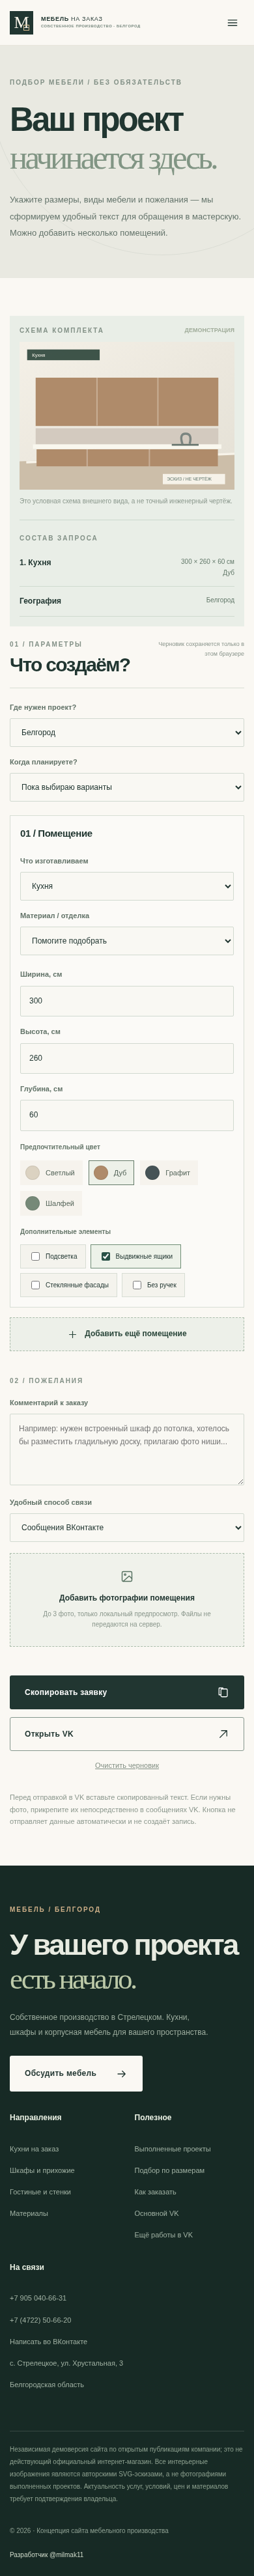 М
МЕБЕЛЬ НА ЗАКАЗ
СОБСТВЕННОЕ ПРОИЗВОДСТВО · БЕЛГОРОД
ПОДБОР МЕБЕЛИ / БЕЗ ОБЯЗАТЕЛЬСТВ
Ваш проект
начинается здесь.
Укажите размеры, виды мебели и пожелания — мы
сформируем удобный текст для обращения в мастерскую.
Можно добавить несколько помещений.
СХЕМА КОМПЛЕКТА
ДЕМОНСТРАЦИЯ
Кухня
ЭСКИЗ / НЕ ЧЕРТЁЖ
Это условная схема внешнего вида, а не точный инженерный чертёж.
СОСТАВ ЗАПРОСА
1. Кухня
300 × 260 × 60 см
Дуб
География
Белгород
01 / ПАРАМЕТРЫ
Что создаём?
Черновик сохраняется только в
этом браузере
Где нужен проект?
Белгород
Когда планируете?
Пока выбираю варианты
01 / Помещение
Что изготавливаем
Кухня
Материал / отделка
Помогите подобрать
Ширина, см
300
Высота, см
260
Глубина, см
60
Предпочтительный цвет
Светлый
Дуб
Графит
Шалфей
Дополнительные элементы
Подсветка
Выдвижные ящики
Стеклянные фасады
Без ручек
Добавить ещё помещение
02 / ПОЖЕЛАНИЯ
Комментарий к заказу
Например: нужен встроенный шкаф до потолка, хотелось
бы разместить гладильную доску, прилагаю фото ниши...
Удобный способ связи
Сообщения ВКонтакте
Добавить фотографии помещения
До 3 фото, только локальный предпросмотр. Файлы не
передаются на сервер.
Скопировать заявку
Открыть VK
Очистить черновик
Перед отправкой в VK вставьте скопированный текст. Если нужны
фото, прикрепите их непосредственно в сообщениях VK. Кнопка не
отправляет данные автоматически и не создаёт запись.
МЕБЕЛЬ / БЕЛГОРОД
У вашего проекта
есть начало.
Собственное производство в Стрелецком. Кухни,
шкафы и корпусная мебель для вашего пространства.
Обсудить мебель
Направления
Кухни на заказ
Шкафы и прихожие
Гостиные и стенки
Материалы
Полезное
Выполненные проекты
Подбор по размерам
Как заказать
Основной VK
Ещё работы в VK
На связи
+7 905 040-66-31
+7 (4722) 50-66-20
Написать во ВКонтакте
с. Стрелецкое, ул. Хрустальная, 3
Белгородская область
Независимая демоверсия сайта по открытым публикациям компании; это не
действующий официальный интернет-магазин. Все интерьерные
изображения являются авторскими SVG-эскизами, а не фотографиями
выполненных проектов. Актуальность услуг, условий, цен и материалов
требует подтверждения владельца.
© 2026 · Концепция сайта мебельного производства
Разработчик @milmak11